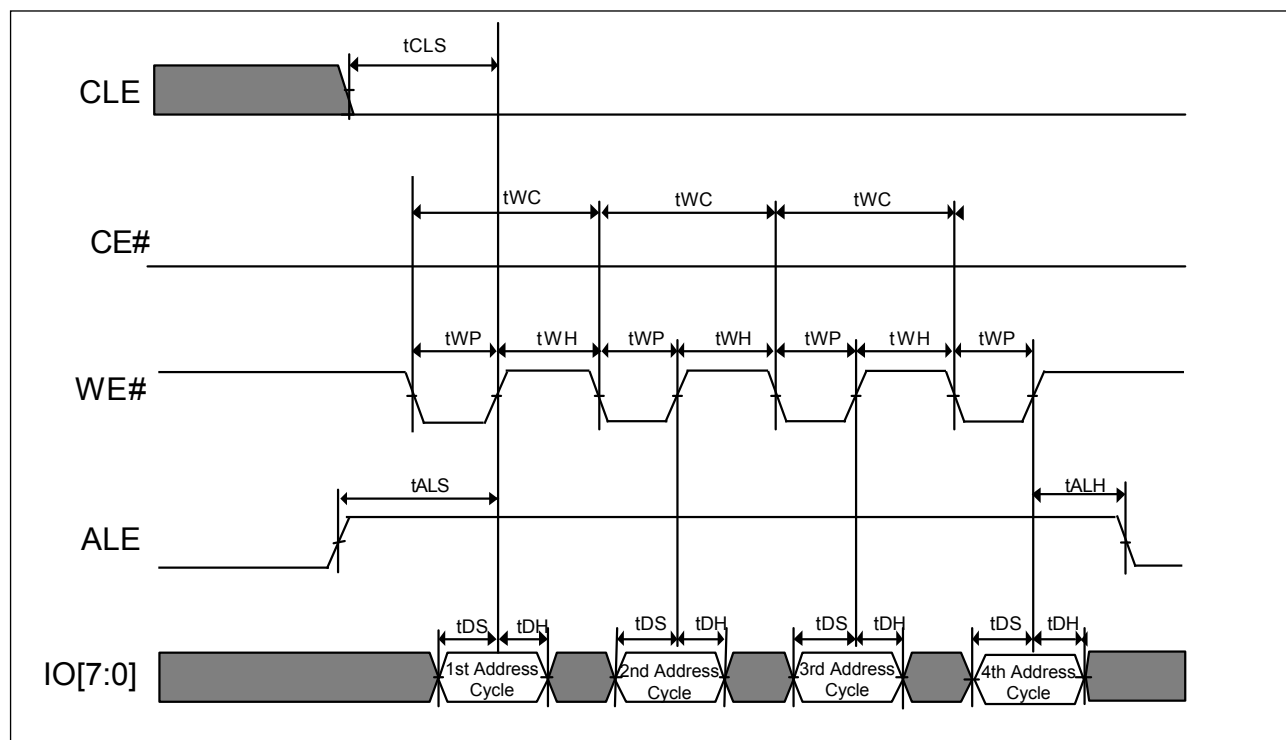 tCLS
CLE
tWC tWC tWC
CE#
tWP tWH tWP tWH tWP tWH tWP
WE#
tALS tALH
ALE
tDS tDH tDS tDH tDS tDH tDS tDH
IO[7:0]
1st Address Cycle
2nd Address Cycle
3rd Address Cycle
4th Address Cycle